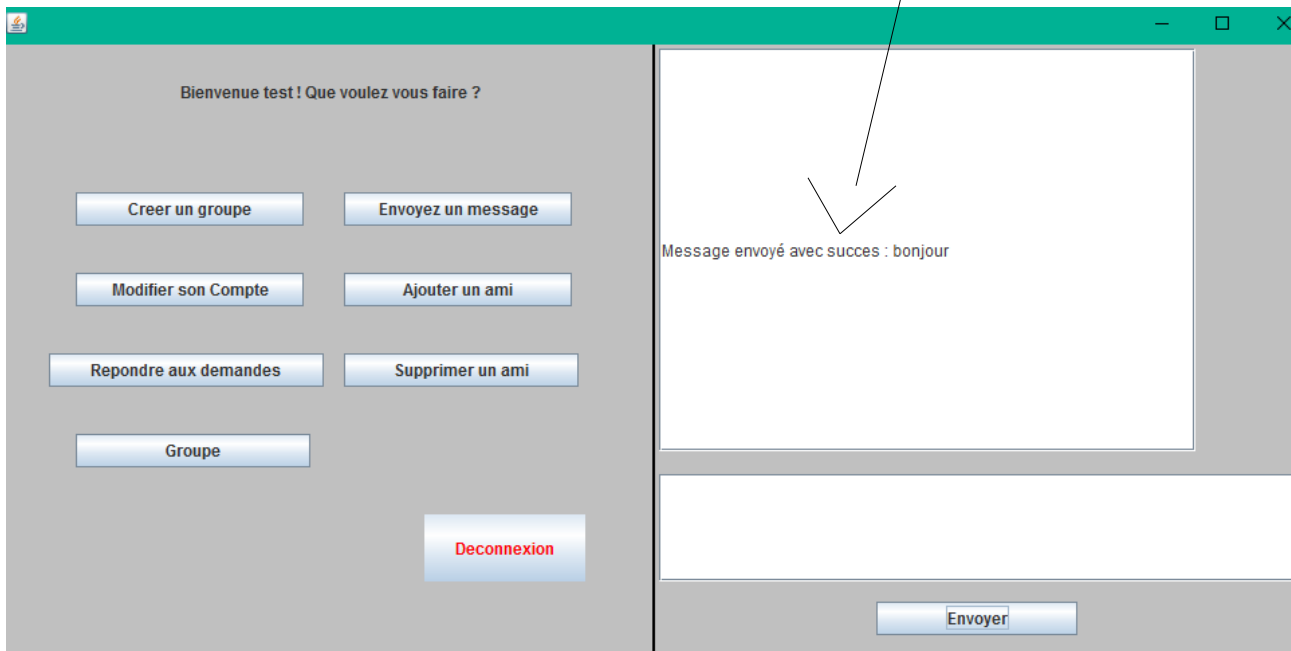 Bienvenue test ! Que voulez vous faire ?
Creer un groupe
Envoyez un message
Modifier son Compte
Ajouter un ami
Repondre aux demandes
Supprimer un ami
Groupe
Deconnexion
Message envoyé avec succes : bonjour
Envoyer